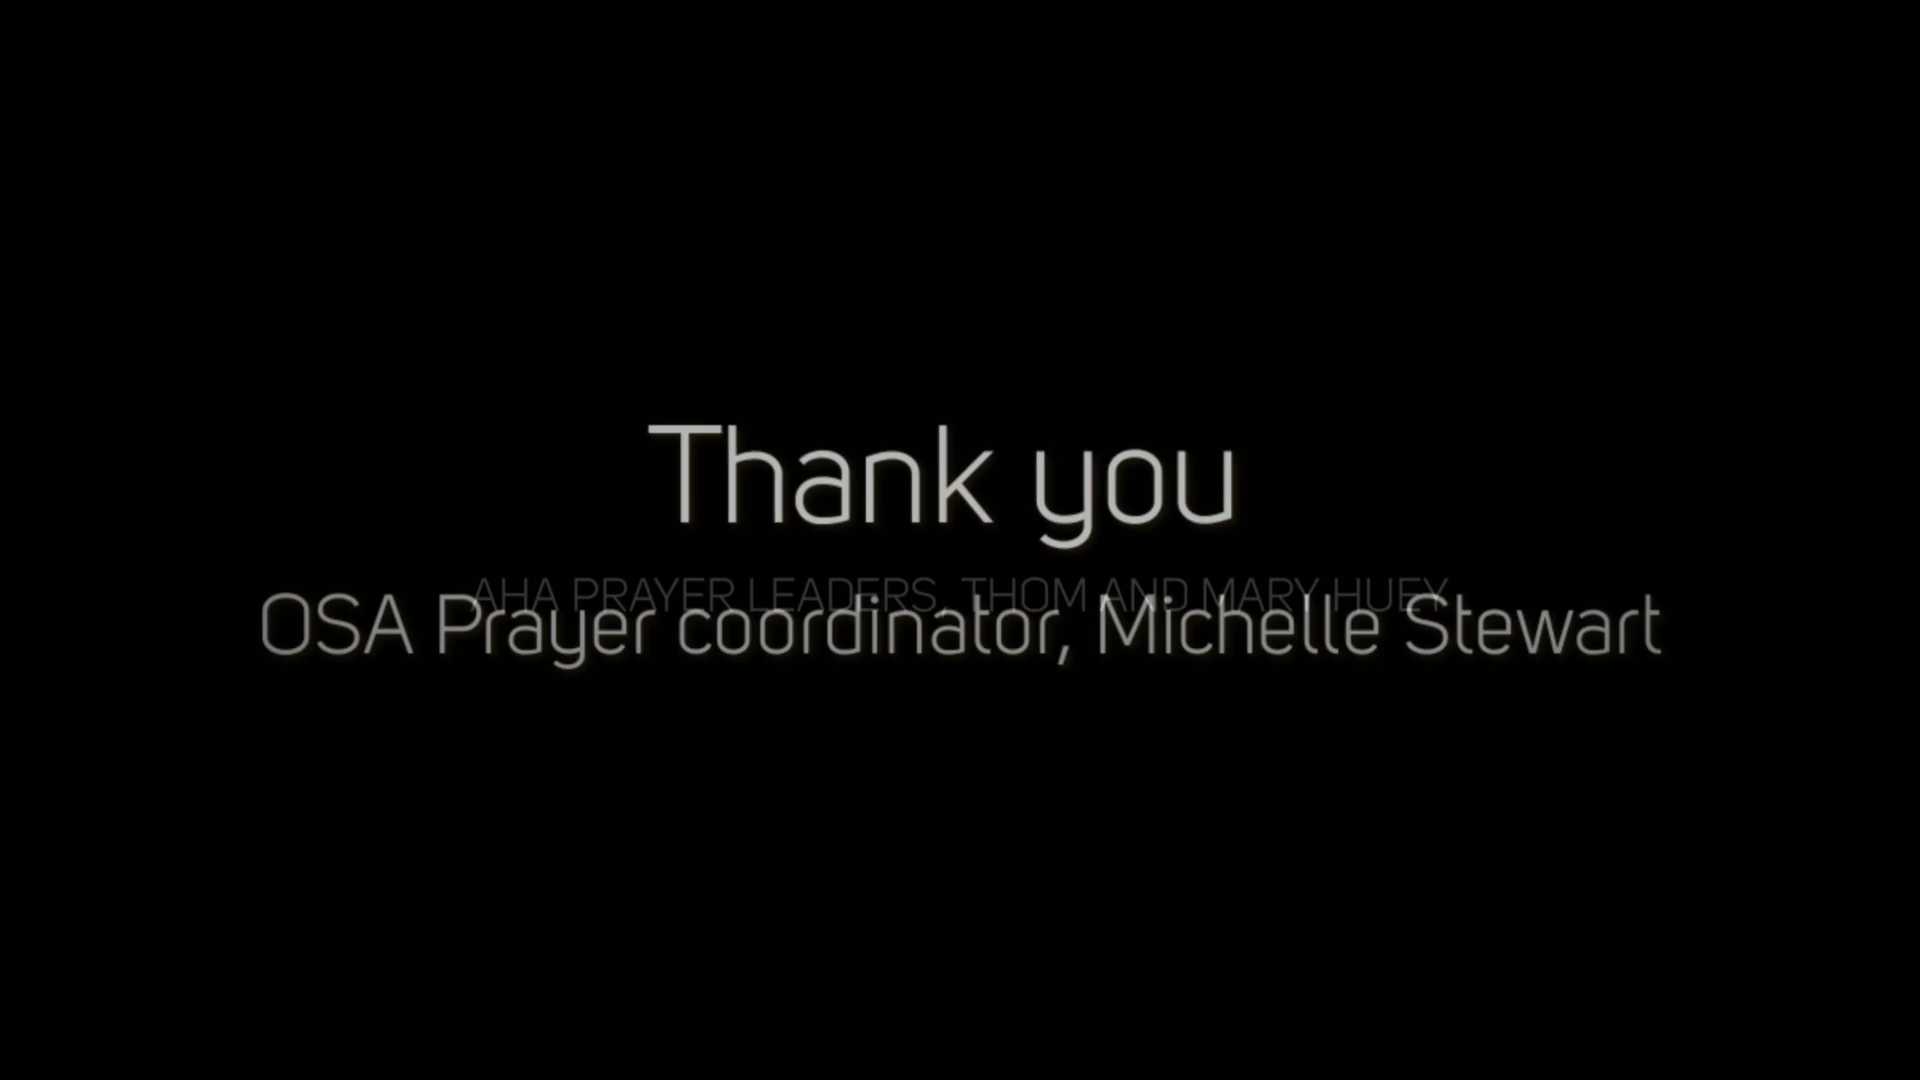 Thank you
AHA PRAYER LEADERS, THOM AND MARY HUEY
OSA Prayer coordinator, Michelle Stewart